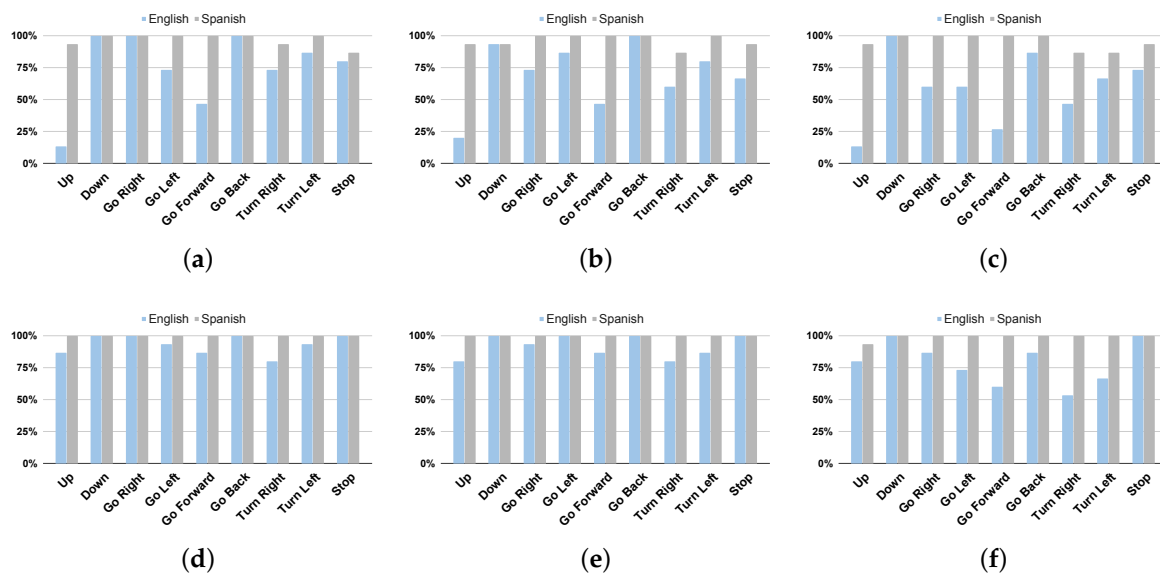 English Spanish
100%
75%
50%
25%
0%
Up
Down
Go Right
Go Left
Go Forward
Go Back
Turn Right
Turn Left
Stop
(a)
English Spanish
100%
75%
50%
25%
0%
Up
Down
Go Right
Go Left
Go Forward
Go Back
Turn Right
Turn Left
Stop
(b)
English Spanish
100%
75%
50%
25%
0%
Up
Down
Go Right
Go Left
Go Forward
Go Back
Turn Right
Turn Left
Stop
(c)
English Spanish
100%
75%
50%
25%
0%
Up
Down
Go Right
Go Left
Go Forward
Go Back
Turn Right
Turn Left
Stop
(d)
English Spanish
100%
75%
50%
25%
0%
Up
Down
Go Right
Go Left
Go Forward
Go Back
Turn Right
Turn Left
Stop
(e)
English Spanish
100%
75%
50%
25%
0%
Up
Down
Go Right
Go Left
Go Forward
Go Back
Turn Right
Turn Left
Stop
(f)